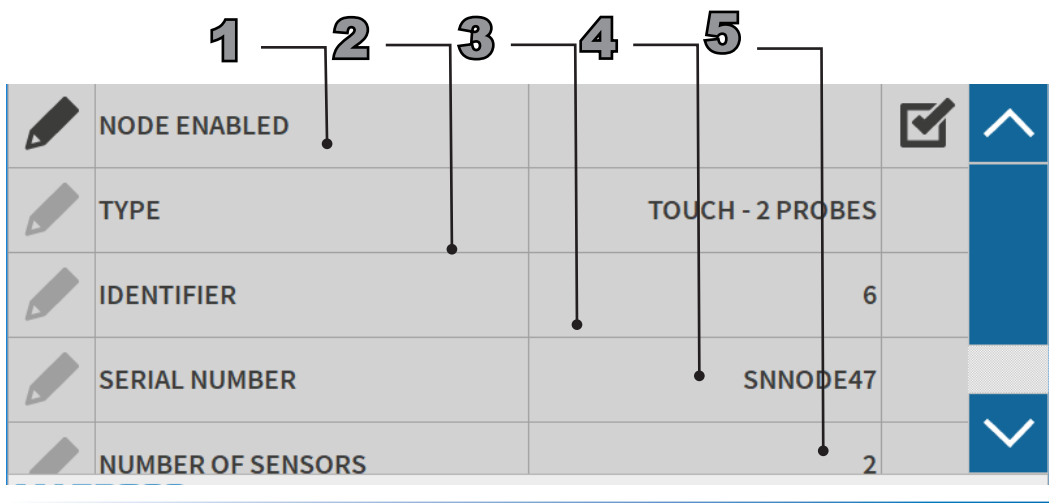 1 2 3 4 5
NODE ENABLED
TYPE TOUCH - 2 PROBES
IDENTIFIER 6
SERIAL NUMBER SNNODE47
NUMBER OF SENSORS 2